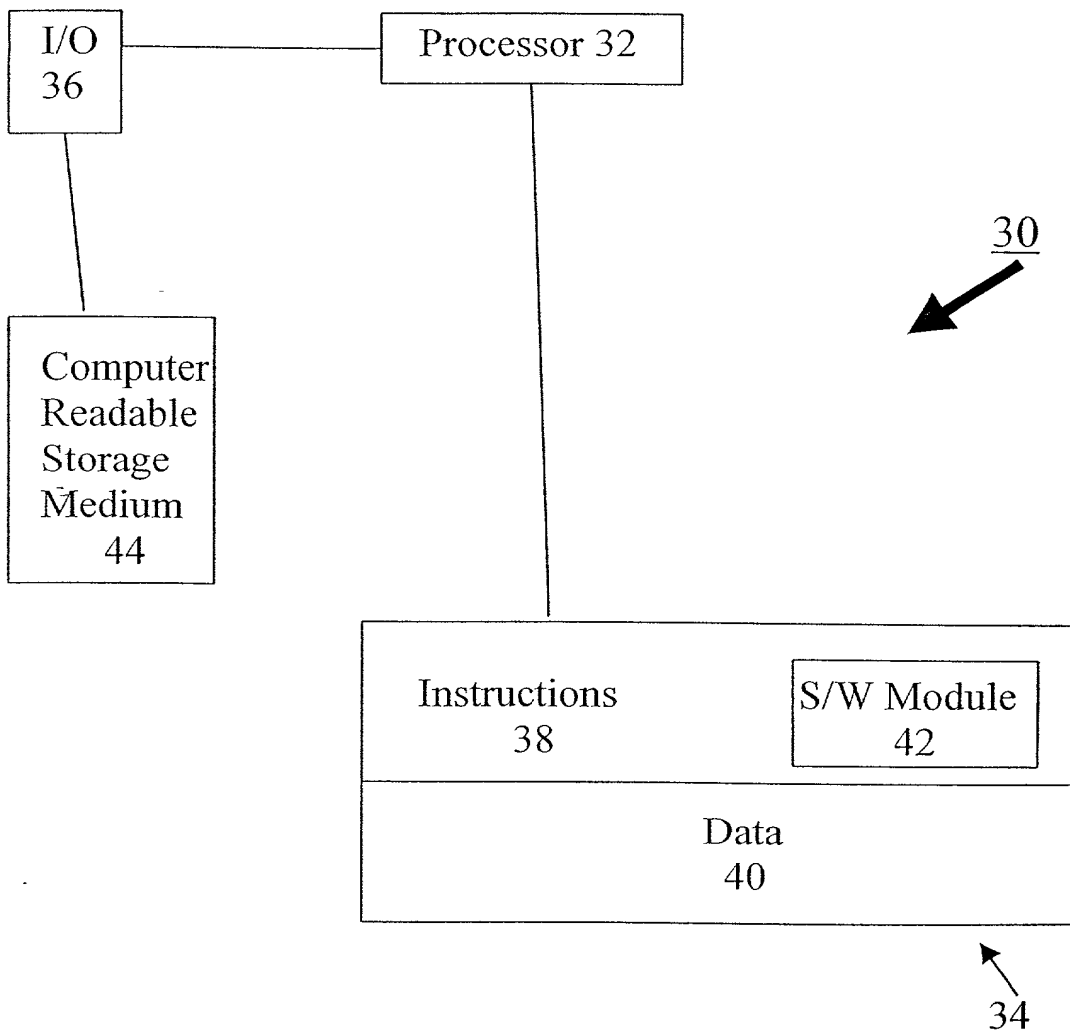 I/O
36
Processor 32
30
Computer
Readable
Storage
Medium
44
Instructions
38
S/W Module
42
Data
40
34